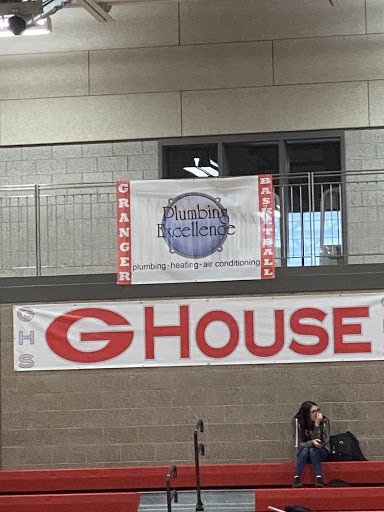 GRANGER
Plumbing
Excellence
plumbing-heating-air conditioning
BASKETBALL
GHS
G HOUSE